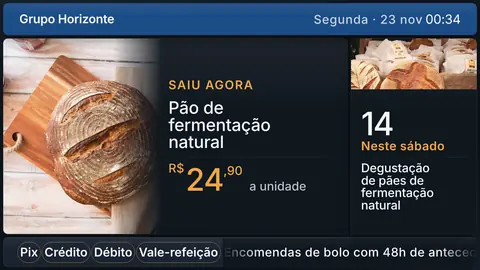 Grupo Horizonte
Segunda · 23 nov 00:34
SAIU AGORA
Pão de
fermentação
natural
R$ 24,90 a unidade
14
Neste sábado
Degustação
de pães de
fermentação
natural
Pix Crédito Débito Vale-refeição
Encomendas de bolo com 48h de anteced